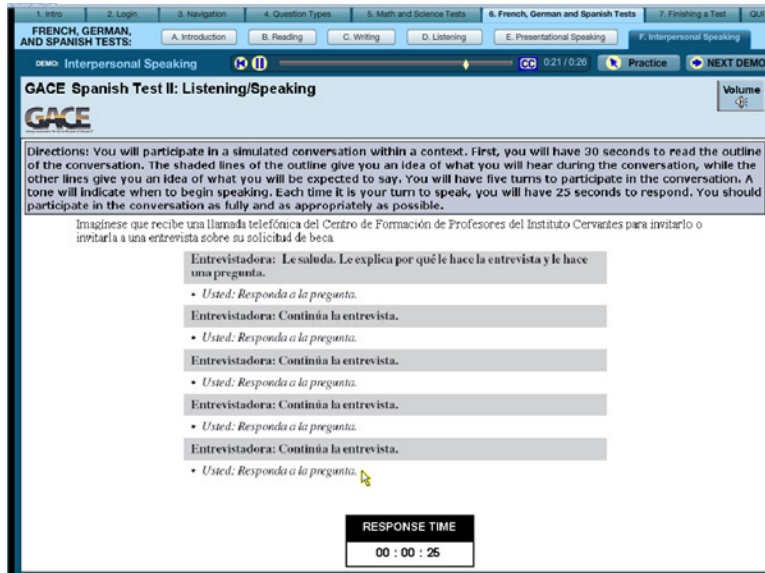 1. Intro 2. Login 3. Navigation 4. Question Types 5. Math and Science Tests 6. French, German and Spanish Tests 7. Finishing a Test QUI
FRENCH, GERMAN, AND SPANISH TESTS: A. Introduction B. Reading C. Writing D. Listening E. Presentational Speaking F. Interpersonal Speaking
DEMO: Interpersonal Speaking CC 0:21 / 0:26 Practice NEXT DEMO
GACE Spanish Test II: Listening/Speaking
Volume
GACE
Directions: You will participate in a simulated conversation within a context. First, you will have 30 seconds to read the outline
of the conversation. The shaded lines of the outline give you an idea of what you will hear during the conversation, while the
other lines give you an idea of what you will be expected to say. You will have five turns to participate in the conversation. A
tone will indicate when to begin speaking. Each time it is your turn to speak, you will have 25 seconds to respond. You should
participate in the conversation as fully and as appropriately as possible.
Imagínese que recibe una llamada telefónica del Centro de Formación de Profesores del Instituto Cervantes para invitarlo o
invitarla a una entrevista sobre su solicitud de beca
Entrevistadora: Le saluda. Le explica por qué le hace la entrevista y le hace
una pregunta.
• Usted: Responda a la pregunta.
Entrevistadora: Continúa la entrevista.
• Usted: Responda a la pregunta.
Entrevistadora: Continúa la entrevista.
• Usted: Responda a la pregunta.
Entrevistadora: Continúa la entrevista.
• Usted: Responda a la pregunta.
Entrevistadora: Continúa la entrevista.
• Usted: Responda a la pregunta.
RESPONSE TIME
00 : 00 : 25